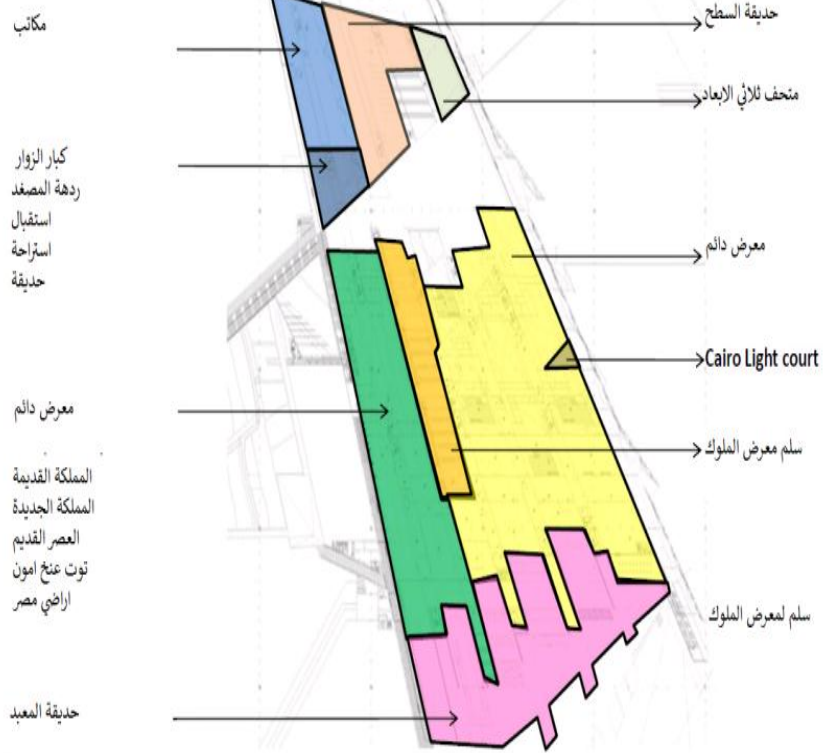 حديقة السطح
مكاتب
متحف ثلاثي الابعاد
كبار الزوار
ردهة المصغد
استقبال
استراحة
حديقة
معرض دائم
Cairo Light court
معرض دائم
سلم معرض الملوك
المملكة القديمة
المملكة الجديدة
العصر القديم
توت عنخ امون
اراضي مصر
سلم لمعرض الملوك
حديقة المعبد